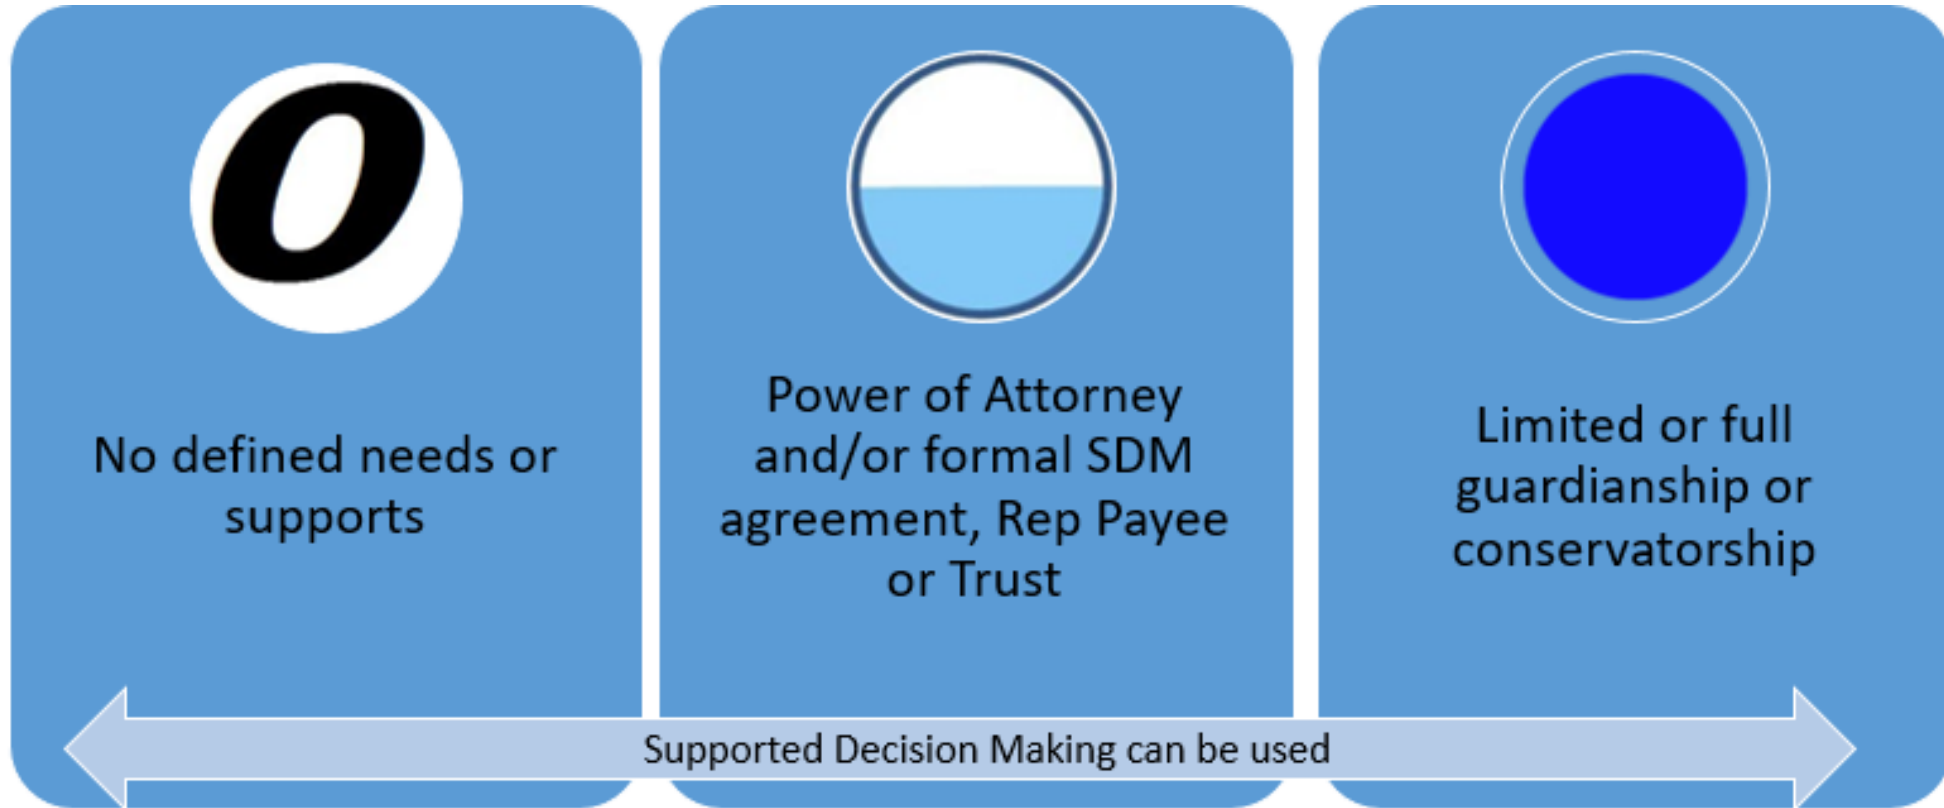 0
No defined needs or
supports
Power of Attorney
and/or formal SDM
agreement, Rep Payee
or Trust
Limited or full
guardianship or
conservatorship
Supported Decision Making can be used